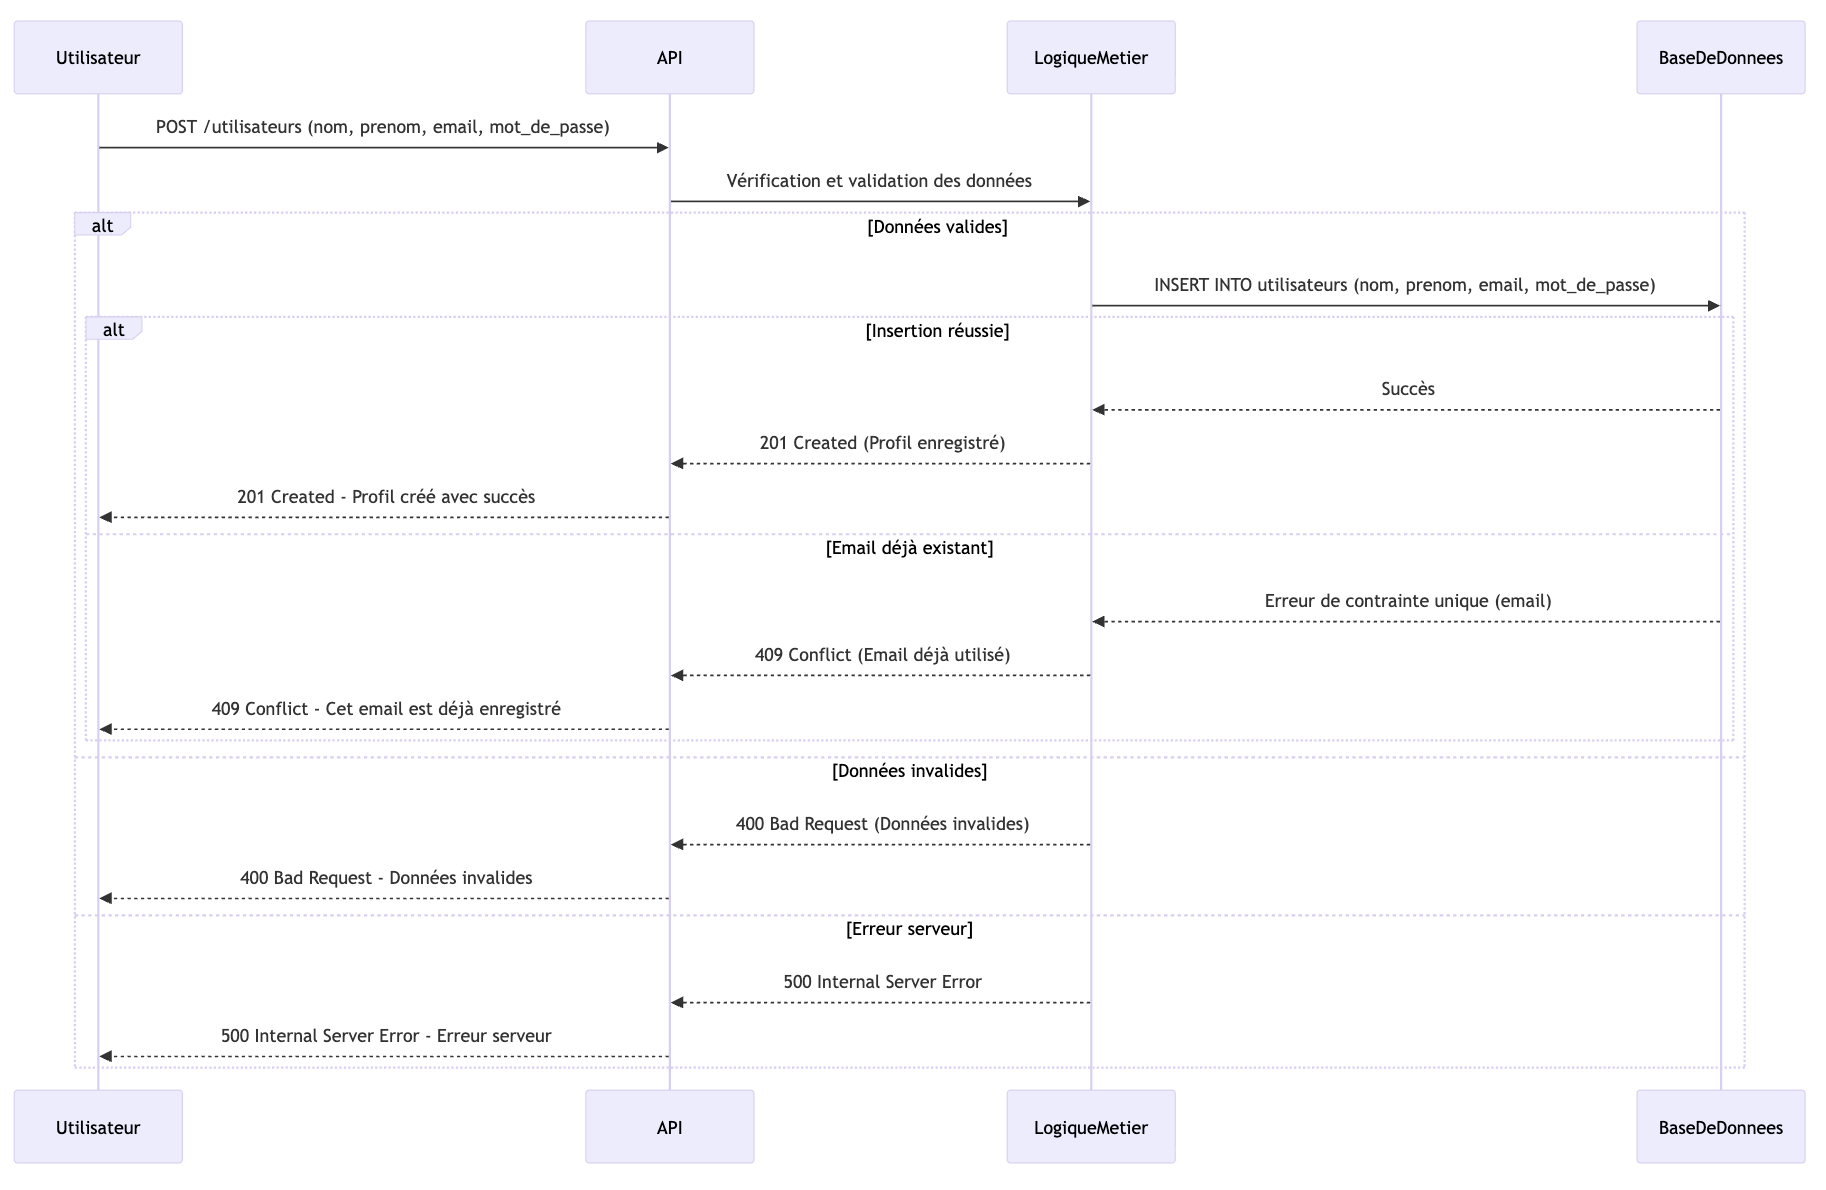 Utilisateur
API
LogiqueMetier
BaseDeDonnees
POST /utilisateurs (nom, prenom, email, mot_de_passe)
Vérification et validation des données
alt
[Données valides]
INSERT INTO utilisateurs (nom, prenom, email, mot_de_passe)
alt
[Insertion réussie]
Succès
201 Created (Profil enregistré)
201 Created - Profil créé avec succès
[Email déjà existant]
Erreur de contrainte unique (email)
409 Conflict (Email déjà utilisé)
409 Conflict - Cet email est déjà enregistré
[Données invalides]
400 Bad Request (Données invalides)
400 Bad Request - Données invalides
[Erreur serveur]
500 Internal Server Error
500 Internal Server Error - Erreur serveur
Utilisateur
API
LogiqueMetier
BaseDeDonnees